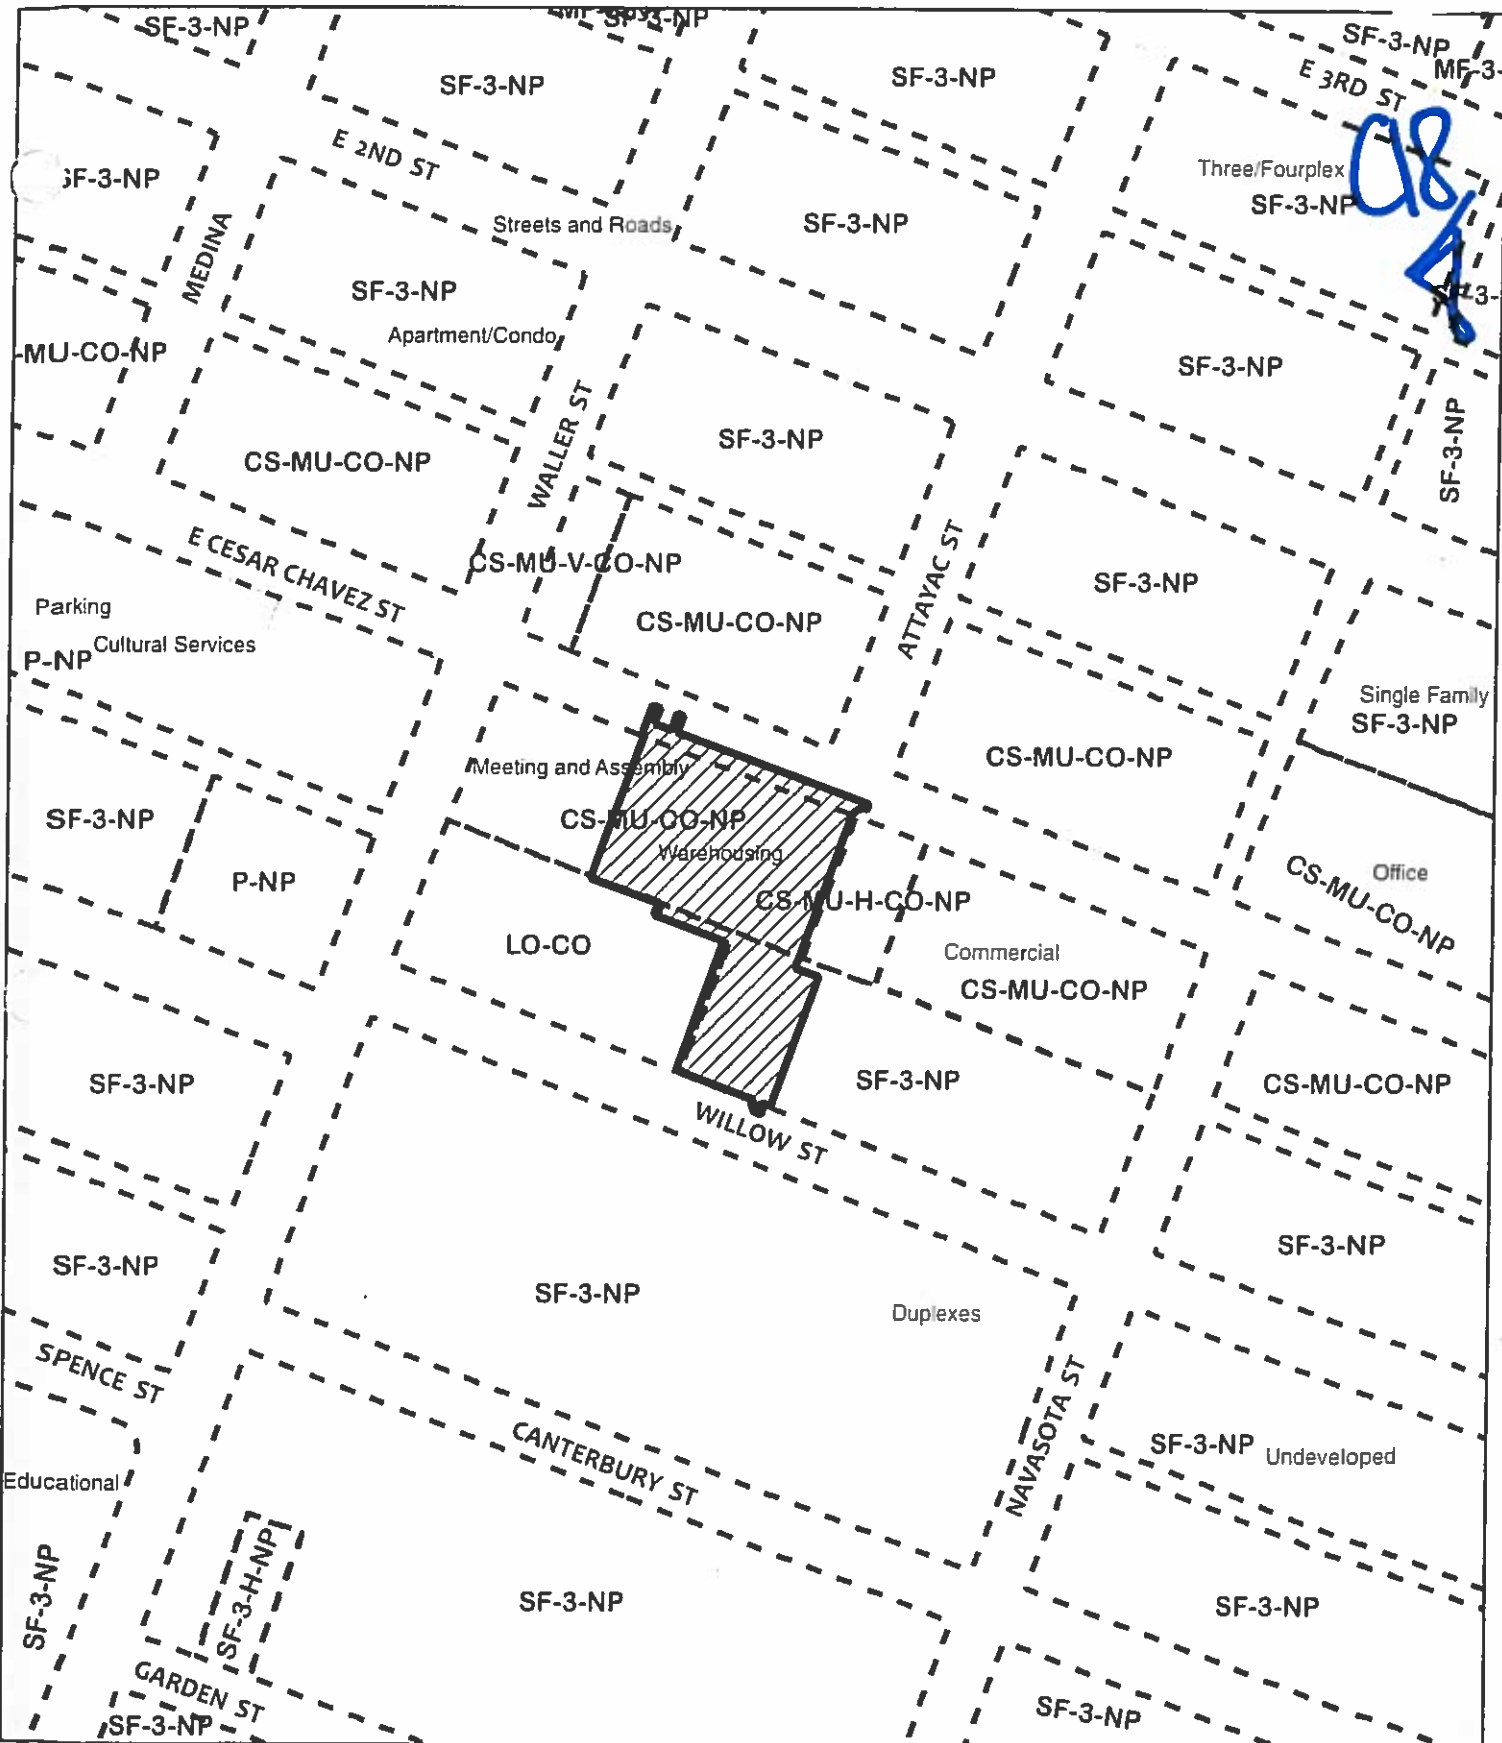 SF-3-NP
SF-3-NP
SF-3-NP
SF-3-NP
SF-3-NP
E 3RD ST
E 2ND ST
Three/Fourplex
SF-3-NP
C18
SF-3-NP
MEDINA
Streets and Roads
SF-3-NP
SF-3-NP
Apartment/Condo
-MU-CO-NP
SF-3-NP
WALLER ST
SF-3-NP
SF-3-NP
CS-MU-CO-NP
E CESAR CHAVEZ ST
CS-MU-V-CO-NP
ATTAYAC ST
SF-3-NP
Parking
CS-MU-CO-NP
Cultural Services
P-NP
Single Family
SF-3-NP
CS-MU-CO-NP
Meeting and Assembly
SF-3-NP
CS-MU-CO-NP
Warehousing
Office
P-NP
CS-MU-H-CO-NP
CS-MU-CO-NP
LO-CO
Commercial
CS-MU-CO-NP
SF-3-NP
SF-3-NP
CS-MU-CO-NP
WILLOW ST
SF-3-NP
SF-3-NP
SF-3-NP
Duplexes
SPENCE ST
NAVASOTA ST
CANTERBURY ST
SF-3-NP
Undeveloped
Educational
SF-3-NP
SF-3-H-NP
SF-3-NP
SF-3-NP
GARDEN ST
SF-3-NP
SF-3-NP